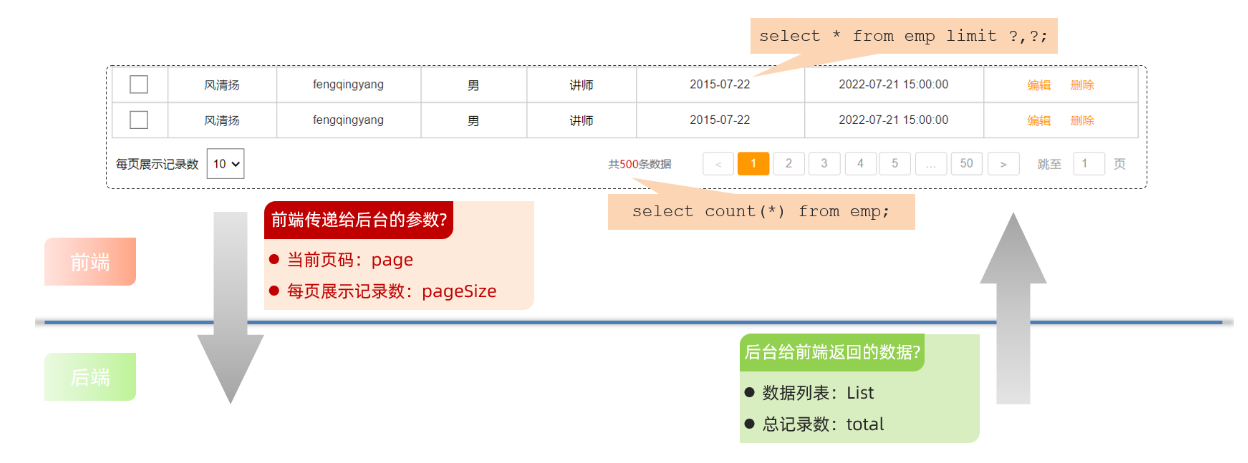 select * from emp limit ?,?;
风清扬 fengqingyang 男 讲师 2015-07-22 2022-07-21 15:00:00 编辑 删除
风清扬 fengqingyang 男 讲师 2015-07-22 2022-07-21 15:00:00 编辑 删除
每页展示记录数 10 共500条数据 < 1 2 3 4 5 ... 50 > 跳至 1 页
select count(*) from emp;
前端传递给后台的参数?
当前页码：page
每页展示记录数：pageSize
前端
后端
后台给前端返回的数据?
数据列表：List
总记录数：total